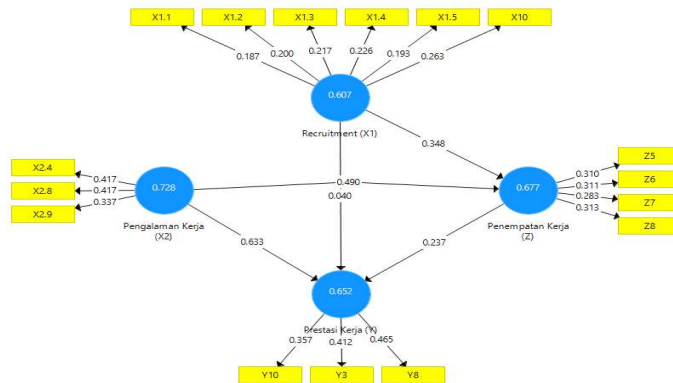 X1.1 X1.2 X1.3 X1.4 X1.5 X10
0.187 0.200 0.217 0.226 0.193 0.263
0.607
Recruitment (X1)
0.348
X2.4
X2.8
X2.9
0.417
0.417
0.337
0.728
Pengalaman Kerja
(X2)
0.490
0.040
0.677
Penempatan Kerja
(Z)
0.310
0.311
0.283
0.313
Z5
Z6
Z7
Z8
0.633
0.237
0.652
Prestasi Kerja (Y)
0.357 0.412 0.465
Y10 Y3 Y8